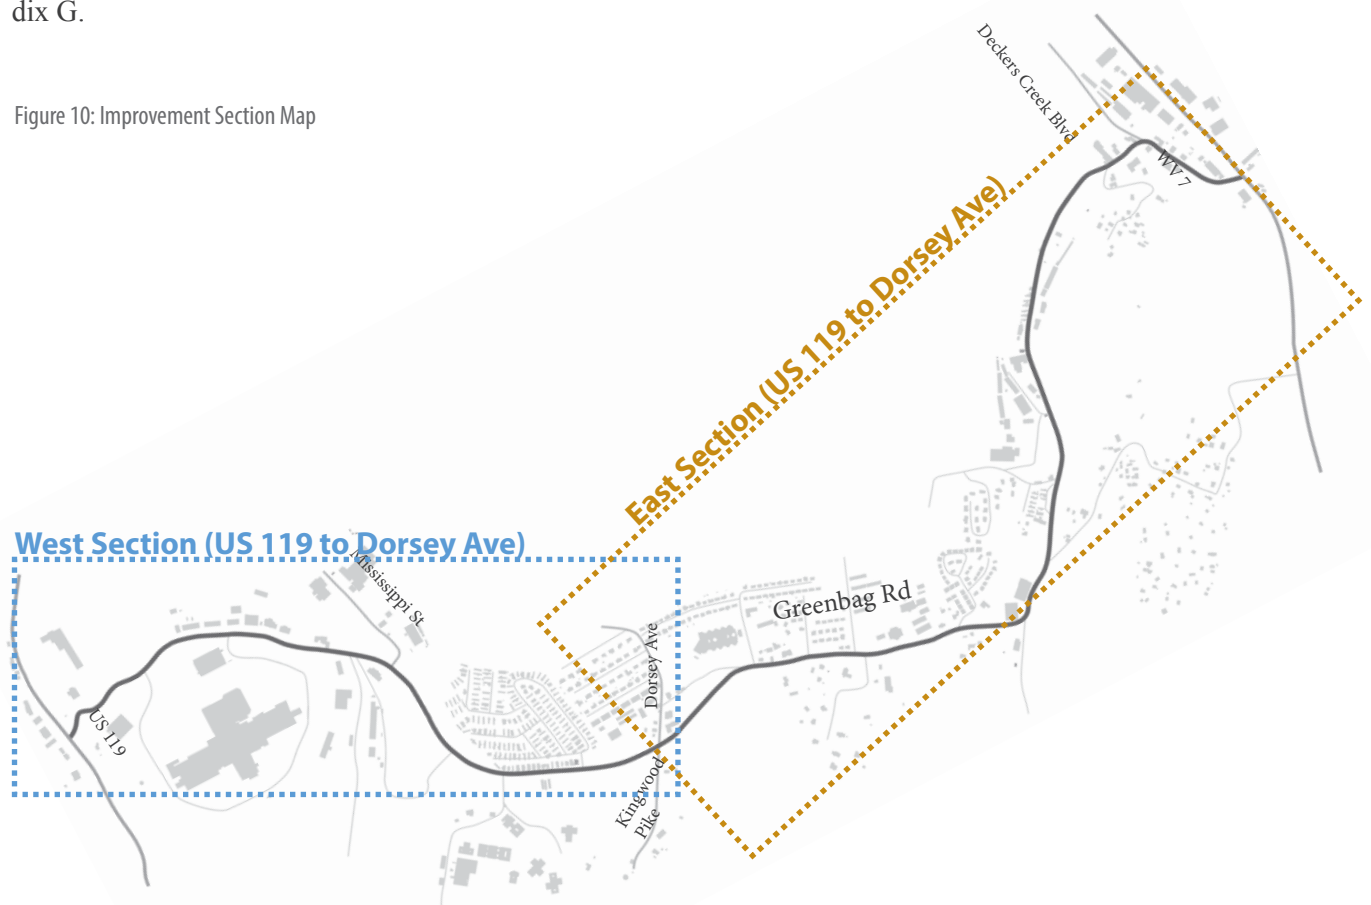 dix G.
Figure 10: Improvement Section Map
Deckers Creek Blvd
WV 7
East Section (US 119 to Dorsey Ave)
West Section (US 119 to Dorsey Ave)
Mississippi St
Greenbag Rd
Dorsey Ave
US 119
Kingwood
Pike